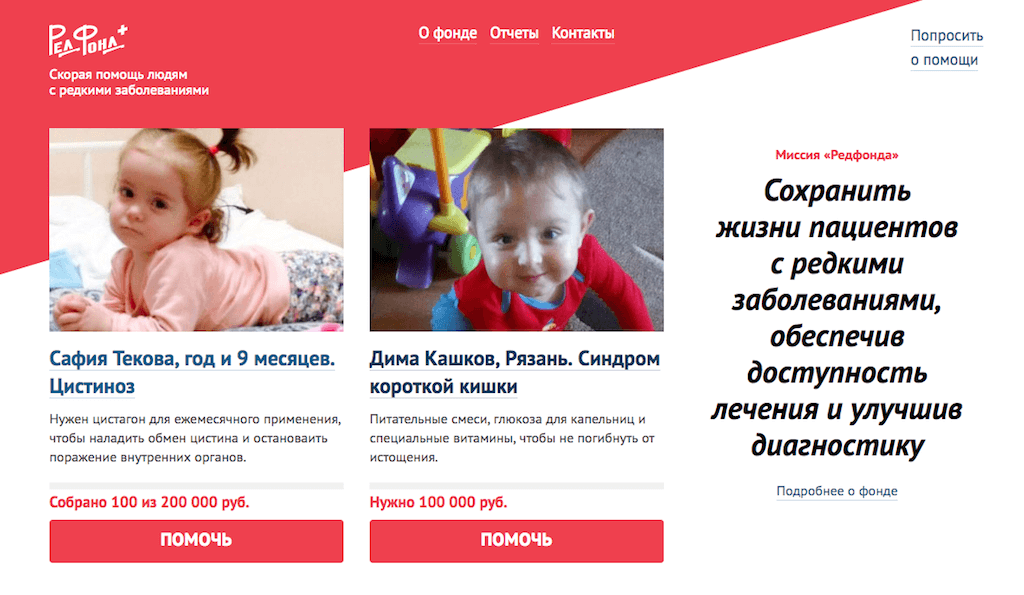 РедФонд+
Скорая помощь людям
с редкими заболеваниями
О фонде Отчеты Контакты
Попросить
о помощи
Сафия Текова, год и 9 месяцев.
Цистиноз
Нужен цистагон для ежемесячного применения,
чтобы наладить обмен цистина и остановаить
поражение внутренних органов.
Собрано 100 из 200 000 руб.
ПОМОЧЬ
Дима Кашков, Рязань. Синдром
короткой кишки
Питательные смеси, глюкоза для капельниц и
специальные витамины, чтобы не погибнуть от
истощения.
Нужно 100 000 руб.
ПОМОЧЬ
Миссия «Редфонда»
Сохранить
жизни пациентов
с редкими
заболеваниями,
обеспечив
доступность
лечения и улучшив
диагностику
Подробнее о фонде